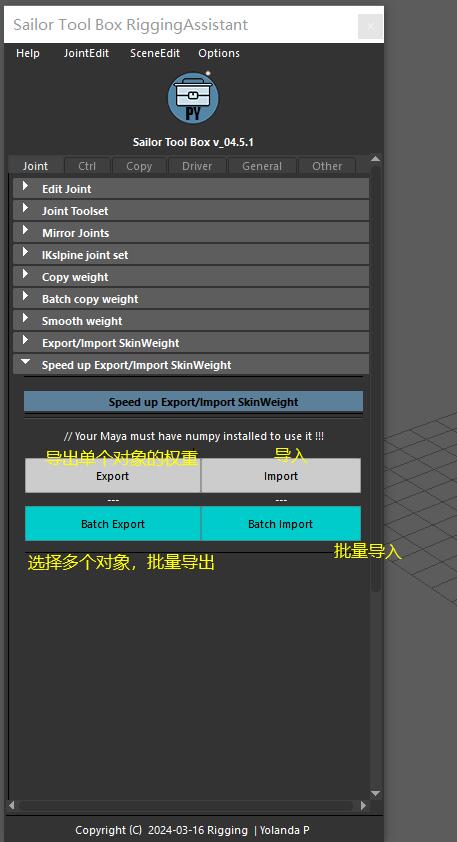 Sailor Tool Box RiggingAssistant
Help JointEdit SceneEdit Options
PY
Sailor Tool Box v_04.5.1
Joint Ctrl Copy Driver General Other
Edit Joint
Joint Toolset
Mirror Joints
IKslpine joint set
Copy weight
Batch copy weight
Smooth weight
Export/Import SkinWeight
Speed up Export/Import SkinWeight
Speed up Export/Import SkinWeight
// Your Maya must have numpy installed to use it !!!
导出单个对象的权重 导入
Export Import
--- ---
Batch Export Batch Import
批量导入
选择多个对象，批量导出
Copyright (C) 2024-03-16 Rigging | Yolanda P